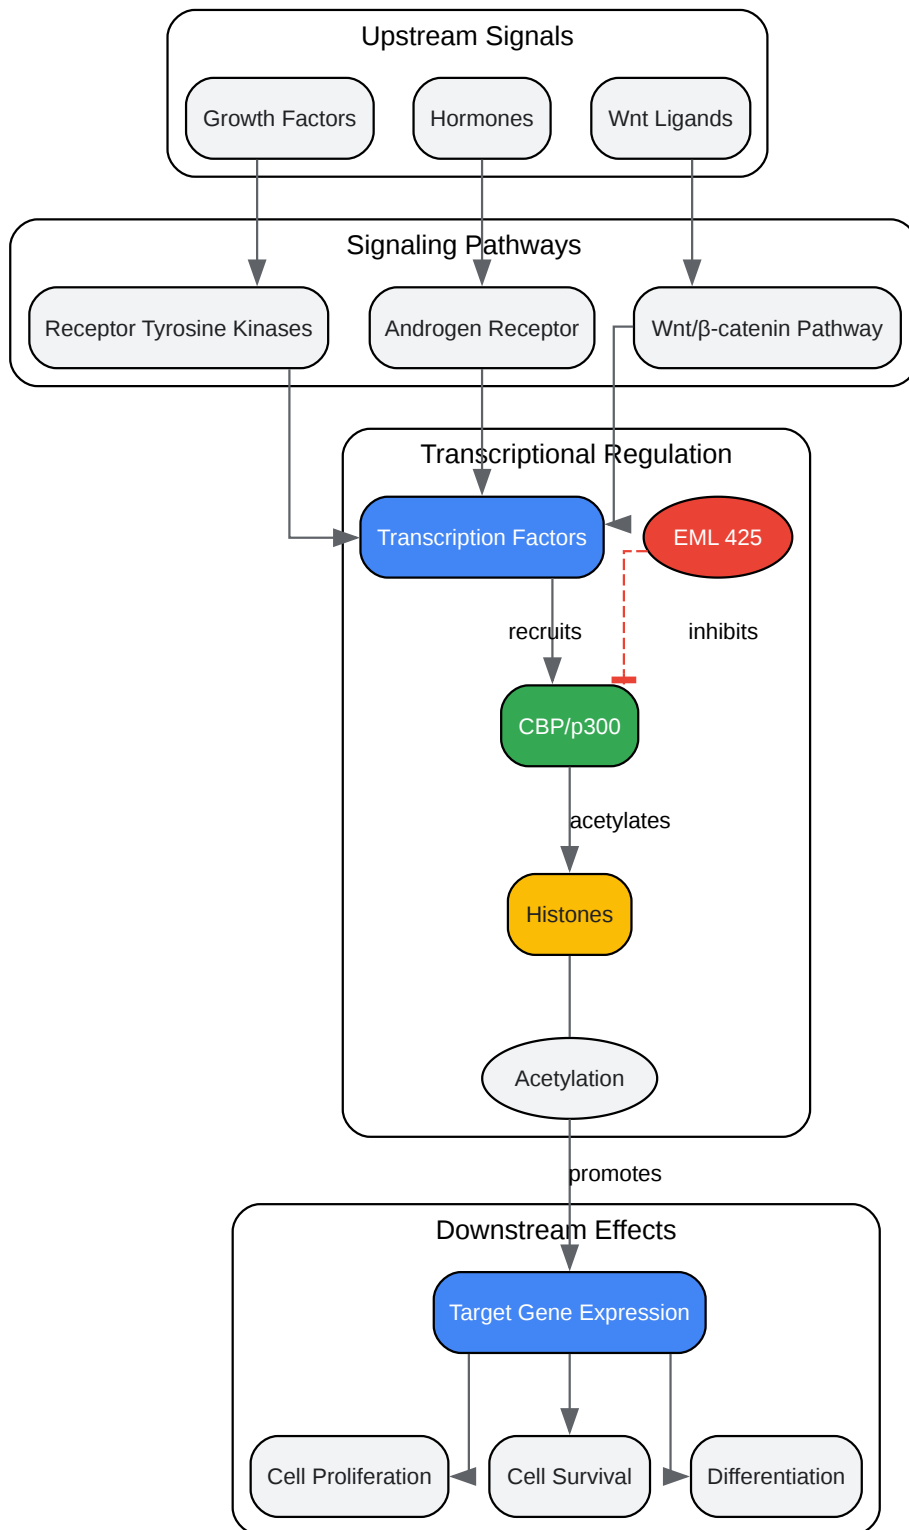 Upstream Signals
Growth Factors
Hormones
Wnt Ligands
Signaling Pathways
Receptor Tyrosine Kinases
Androgen Receptor
Wnt/β-catenin Pathway
Transcriptional Regulation
Transcription Factors
EML 425
recruits
inhibits
CBP/p300
acetylates
Histones
Acetylation
promotes
Downstream Effects
Target Gene Expression
Cell Proliferation
Cell Survival
Differentiation